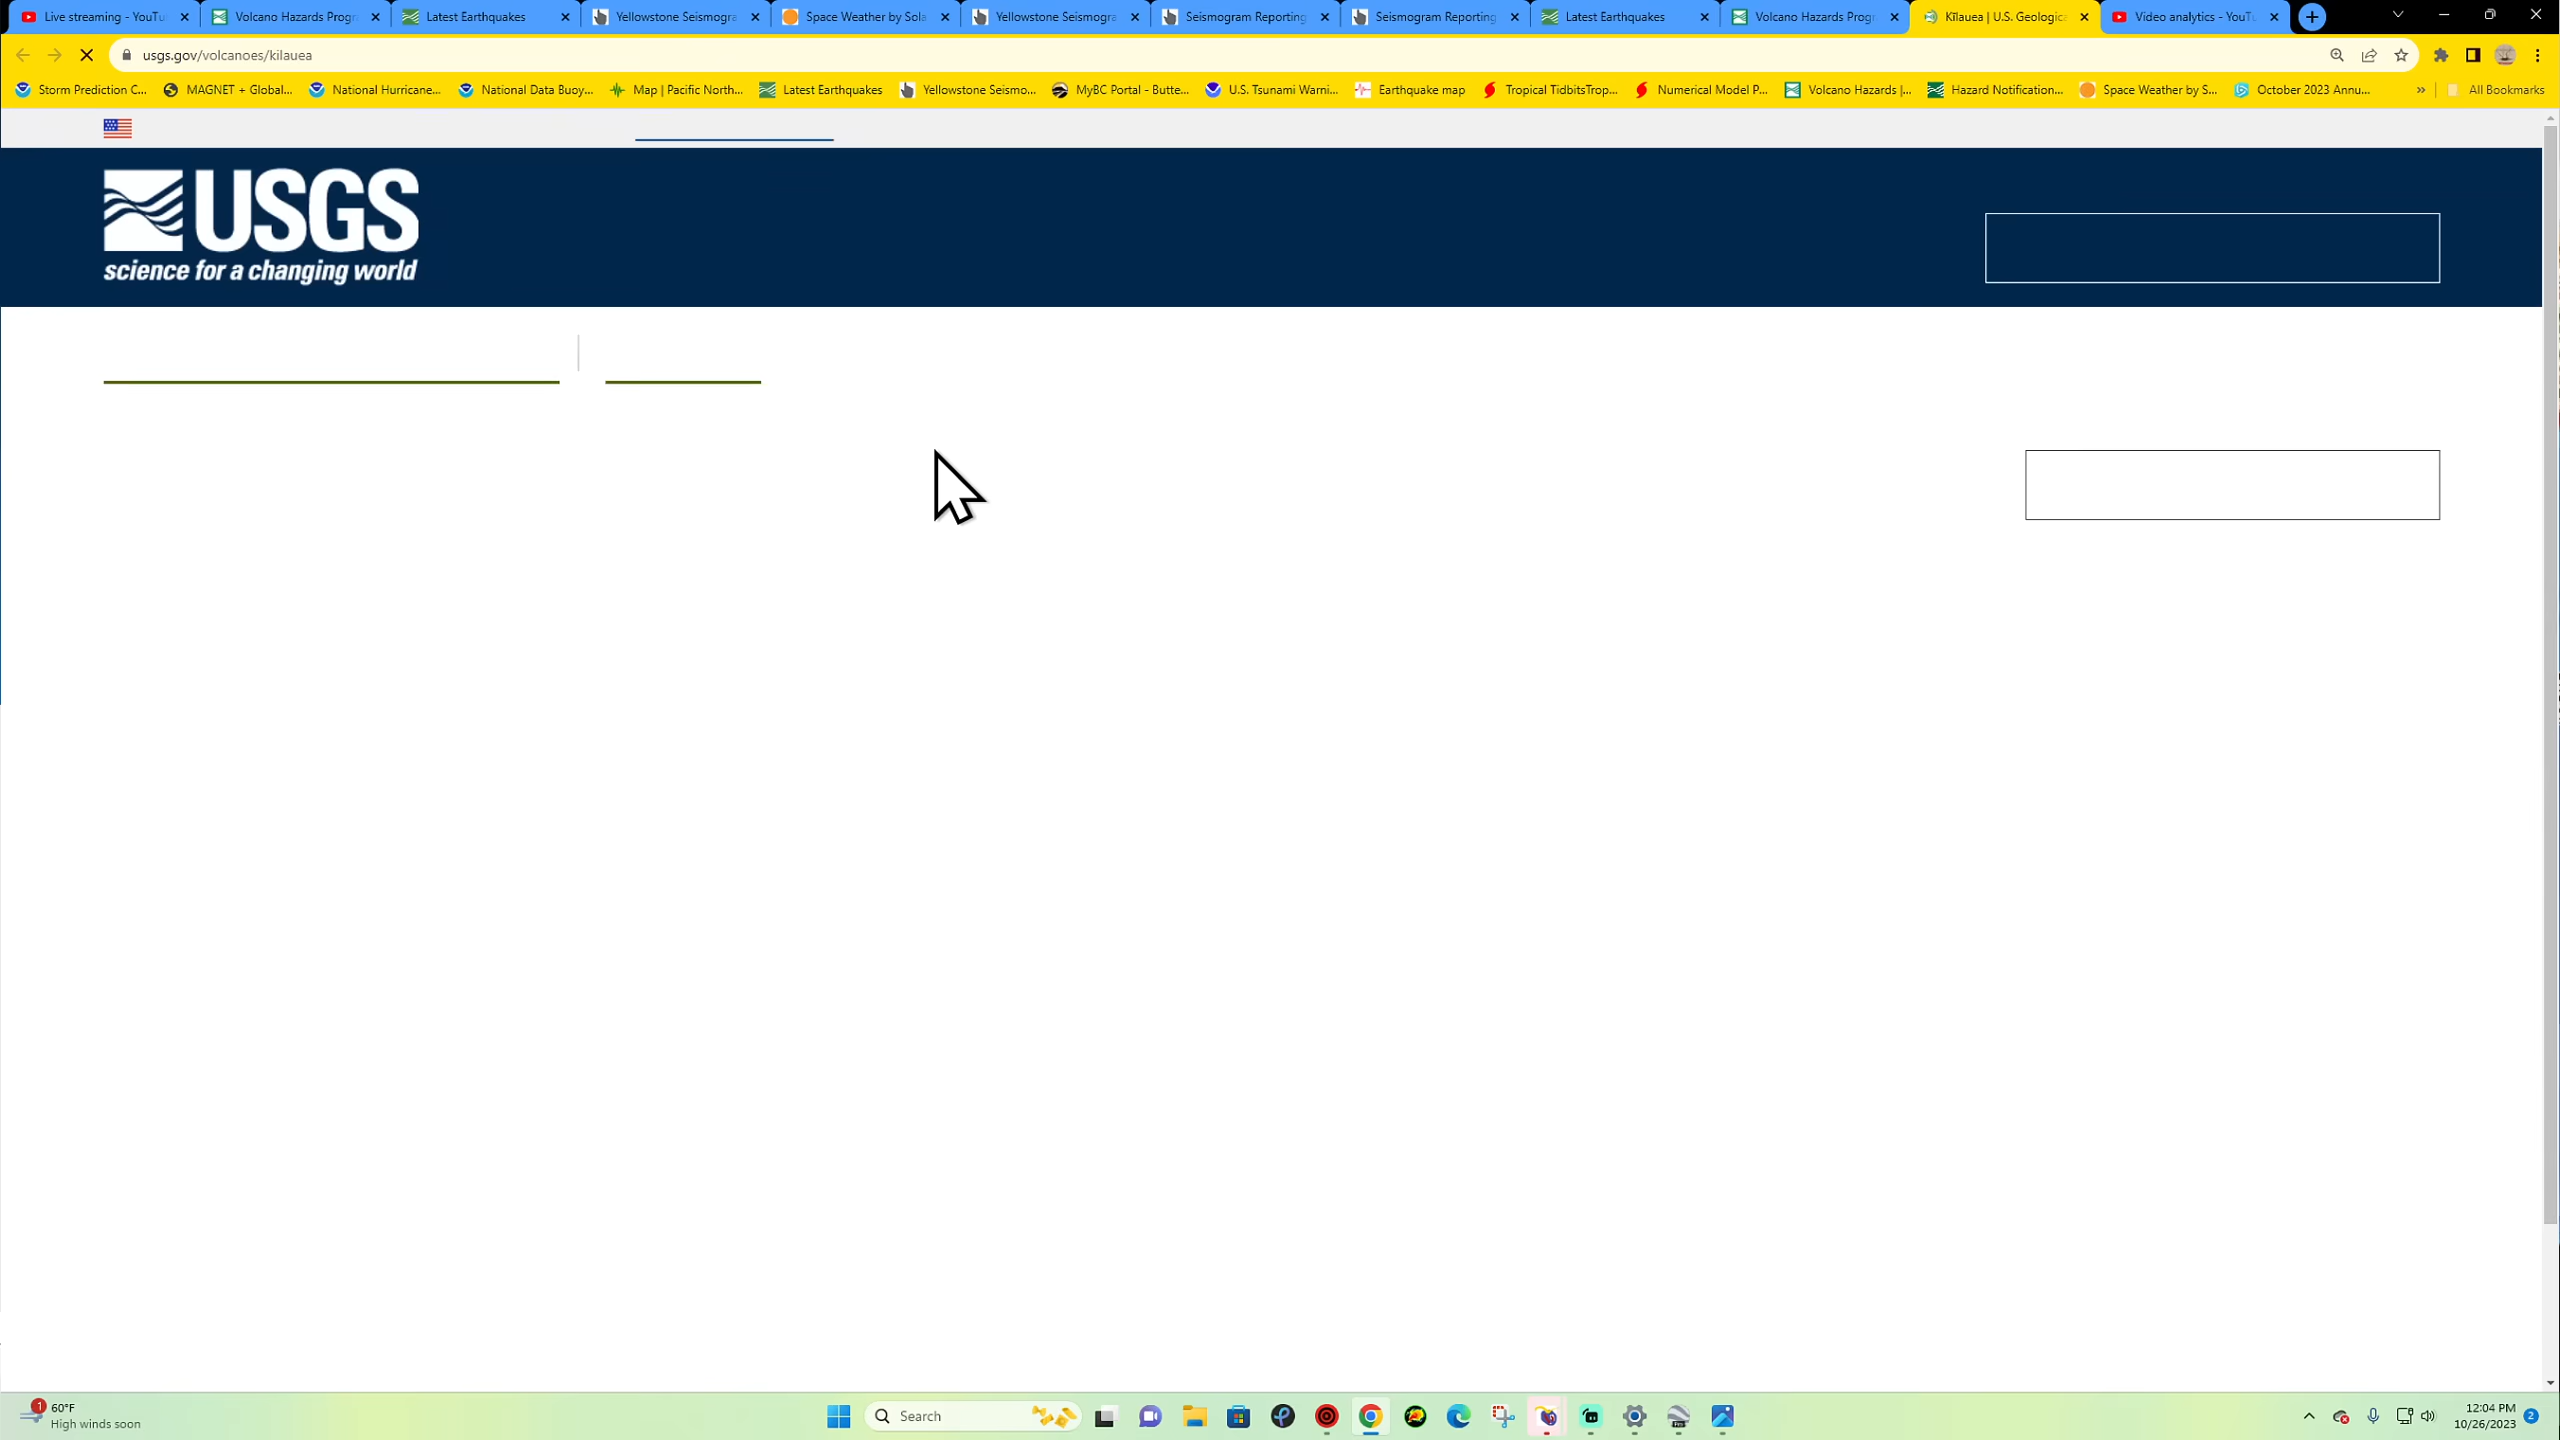 Live streaming - YouTu
Volcano Hazards Progr
Latest Earthquakes
Yellowstone Seismogra
Space Weather by Sola
Yellowstone Seismogra
Seismogram Reporting
Seismogram Reporting
Latest Earthquakes
Volcano Hazards Progr
Kīlauea | U.S. Geologica
Video analytics - YouTu
usgs.gov/volcanoes/kilauea
Storm Prediction C...
MAGNET + Global...
National Hurricane...
National Data Buoy...
Map | Pacific North...
Latest Earthquakes
Yellowstone Seismo...
MyBC Portal - Butte...
U.S. Tsunami Warni...
Earthquake map
Tropical TidbitsTrop...
Numerical Model P...
Volcano Hazards |...
Hazard Notification...
Space Weather by S...
October 2023 Annu...
»
All Bookmarks
USGS
science for a changing world
1
60°F
High winds soon
Search
12:04 PM
10/26/2023
2